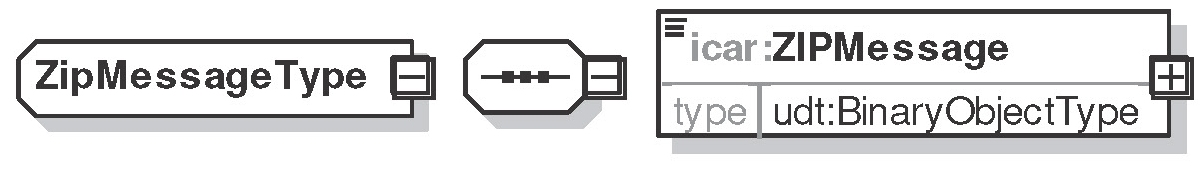 ZipMessageType
icar:ZIPMessage
type udt:BinaryObjectType